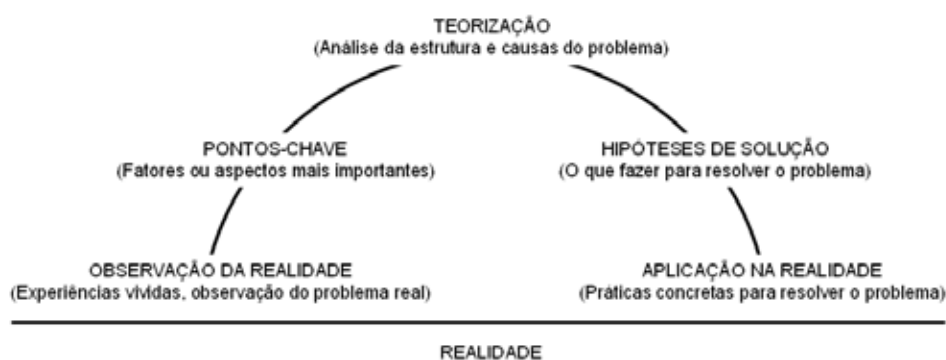 TEORIZAÇÃO
(Análise da estrutura e causas do problema)
PONTOS-CHAVE
(Fatores ou aspectos mais importantes)
HIPÓTESES DE SOLUÇÃO
(O que fazer para resolver o problema)
OBSERVAÇÃO DA REALIDADE
(Experiências vividas, observação do problema real)
APLICAÇÃO NA REALIDADE
(Práticas concretas para resolver o problema)
REALIDADE